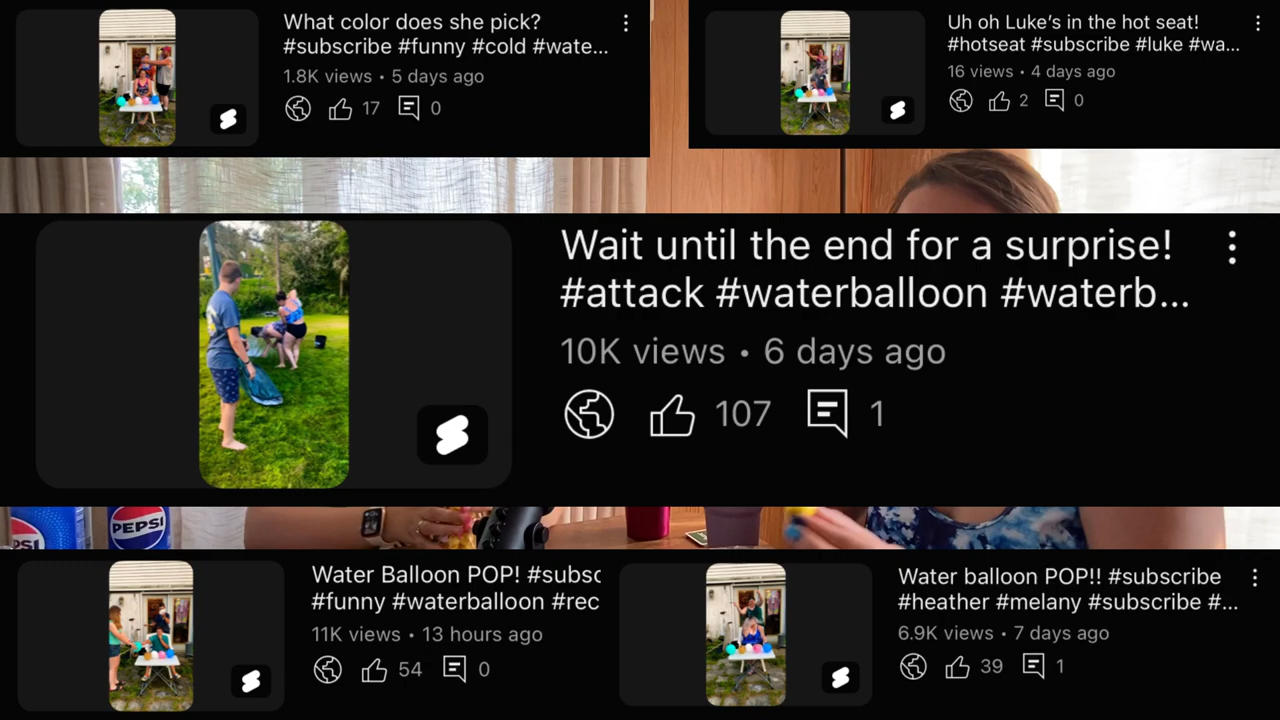 What color does she pick?
#subscribe #funny #cold #wate...
1.8K views • 5 days ago
17 0
Uh oh Luke's in the hot seat!
#hotseat #subscribe #luke #wa...
16 views • 4 days ago
2 0
Wait until the end for a surprise!
#attack #waterballoon #waterb...
10K views • 6 days ago
107 1
PSI
PEPSI
Water Balloon POP! #subsc
#funny #waterballoon #rec
11K views • 13 hours ago
54 0
Water balloon POP!! #subscribe
#heather #melany #subscribe #...
6.9K views • 7 days ago
39 1